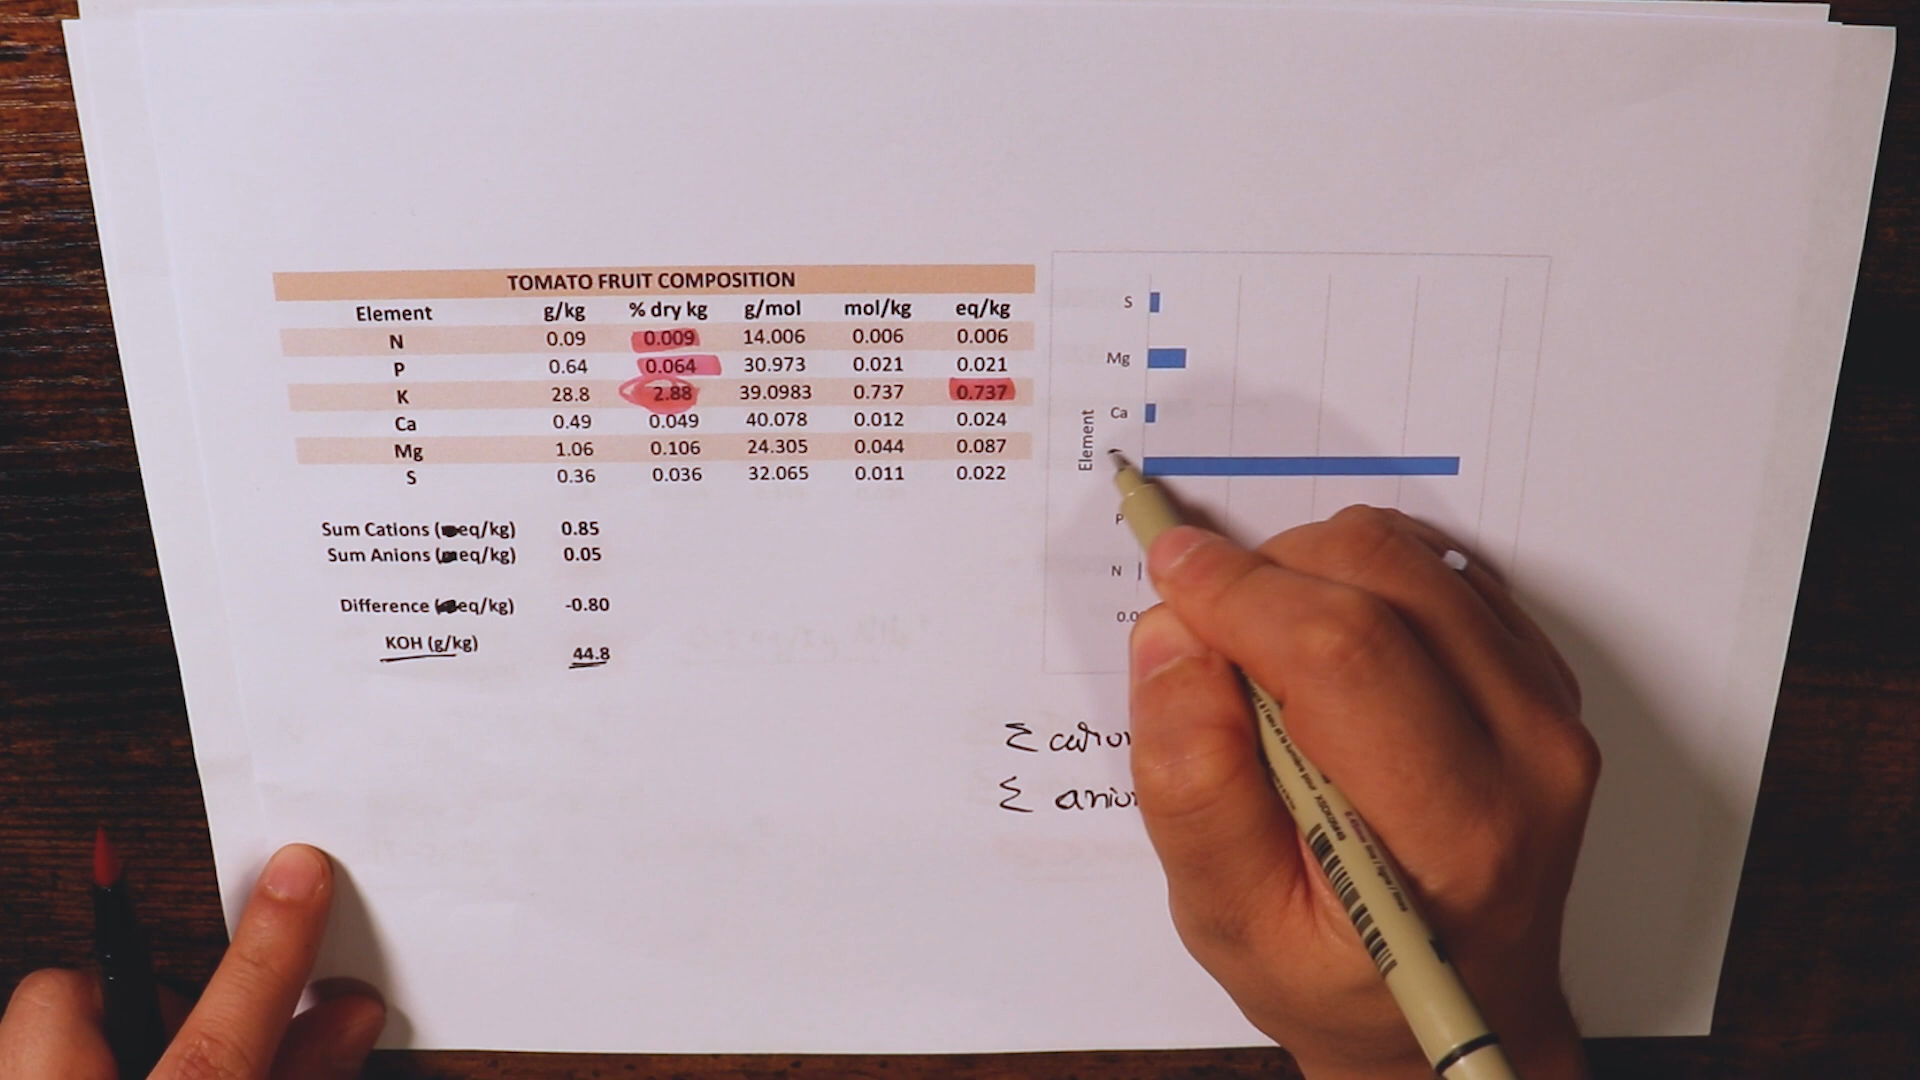 TOMATO FRUIT COMPOSITION
Element g/kg % dry kg g/mol mol/kg eq/kg
N 0.09 0.009 14.006 0.006 0.006
P 0.64 0.064 30.973 0.021 0.021
K 28.8 2.88 39.0983 0.737 0.737
Ca 0.49 0.049 40.078 0.012 0.024
Mg 1.06 0.106 24.305 0.044 0.087
S 0.36 0.036 32.065 0.011 0.022
Sum Cations (eq/kg) 0.85
Sum Anions (eq/kg) 0.05
Difference (eq/kg) -0.80
KOH (g/kg) 44.8
S
Mg
Ca
Element
P
N
0.00
Σ cation
Σ anion